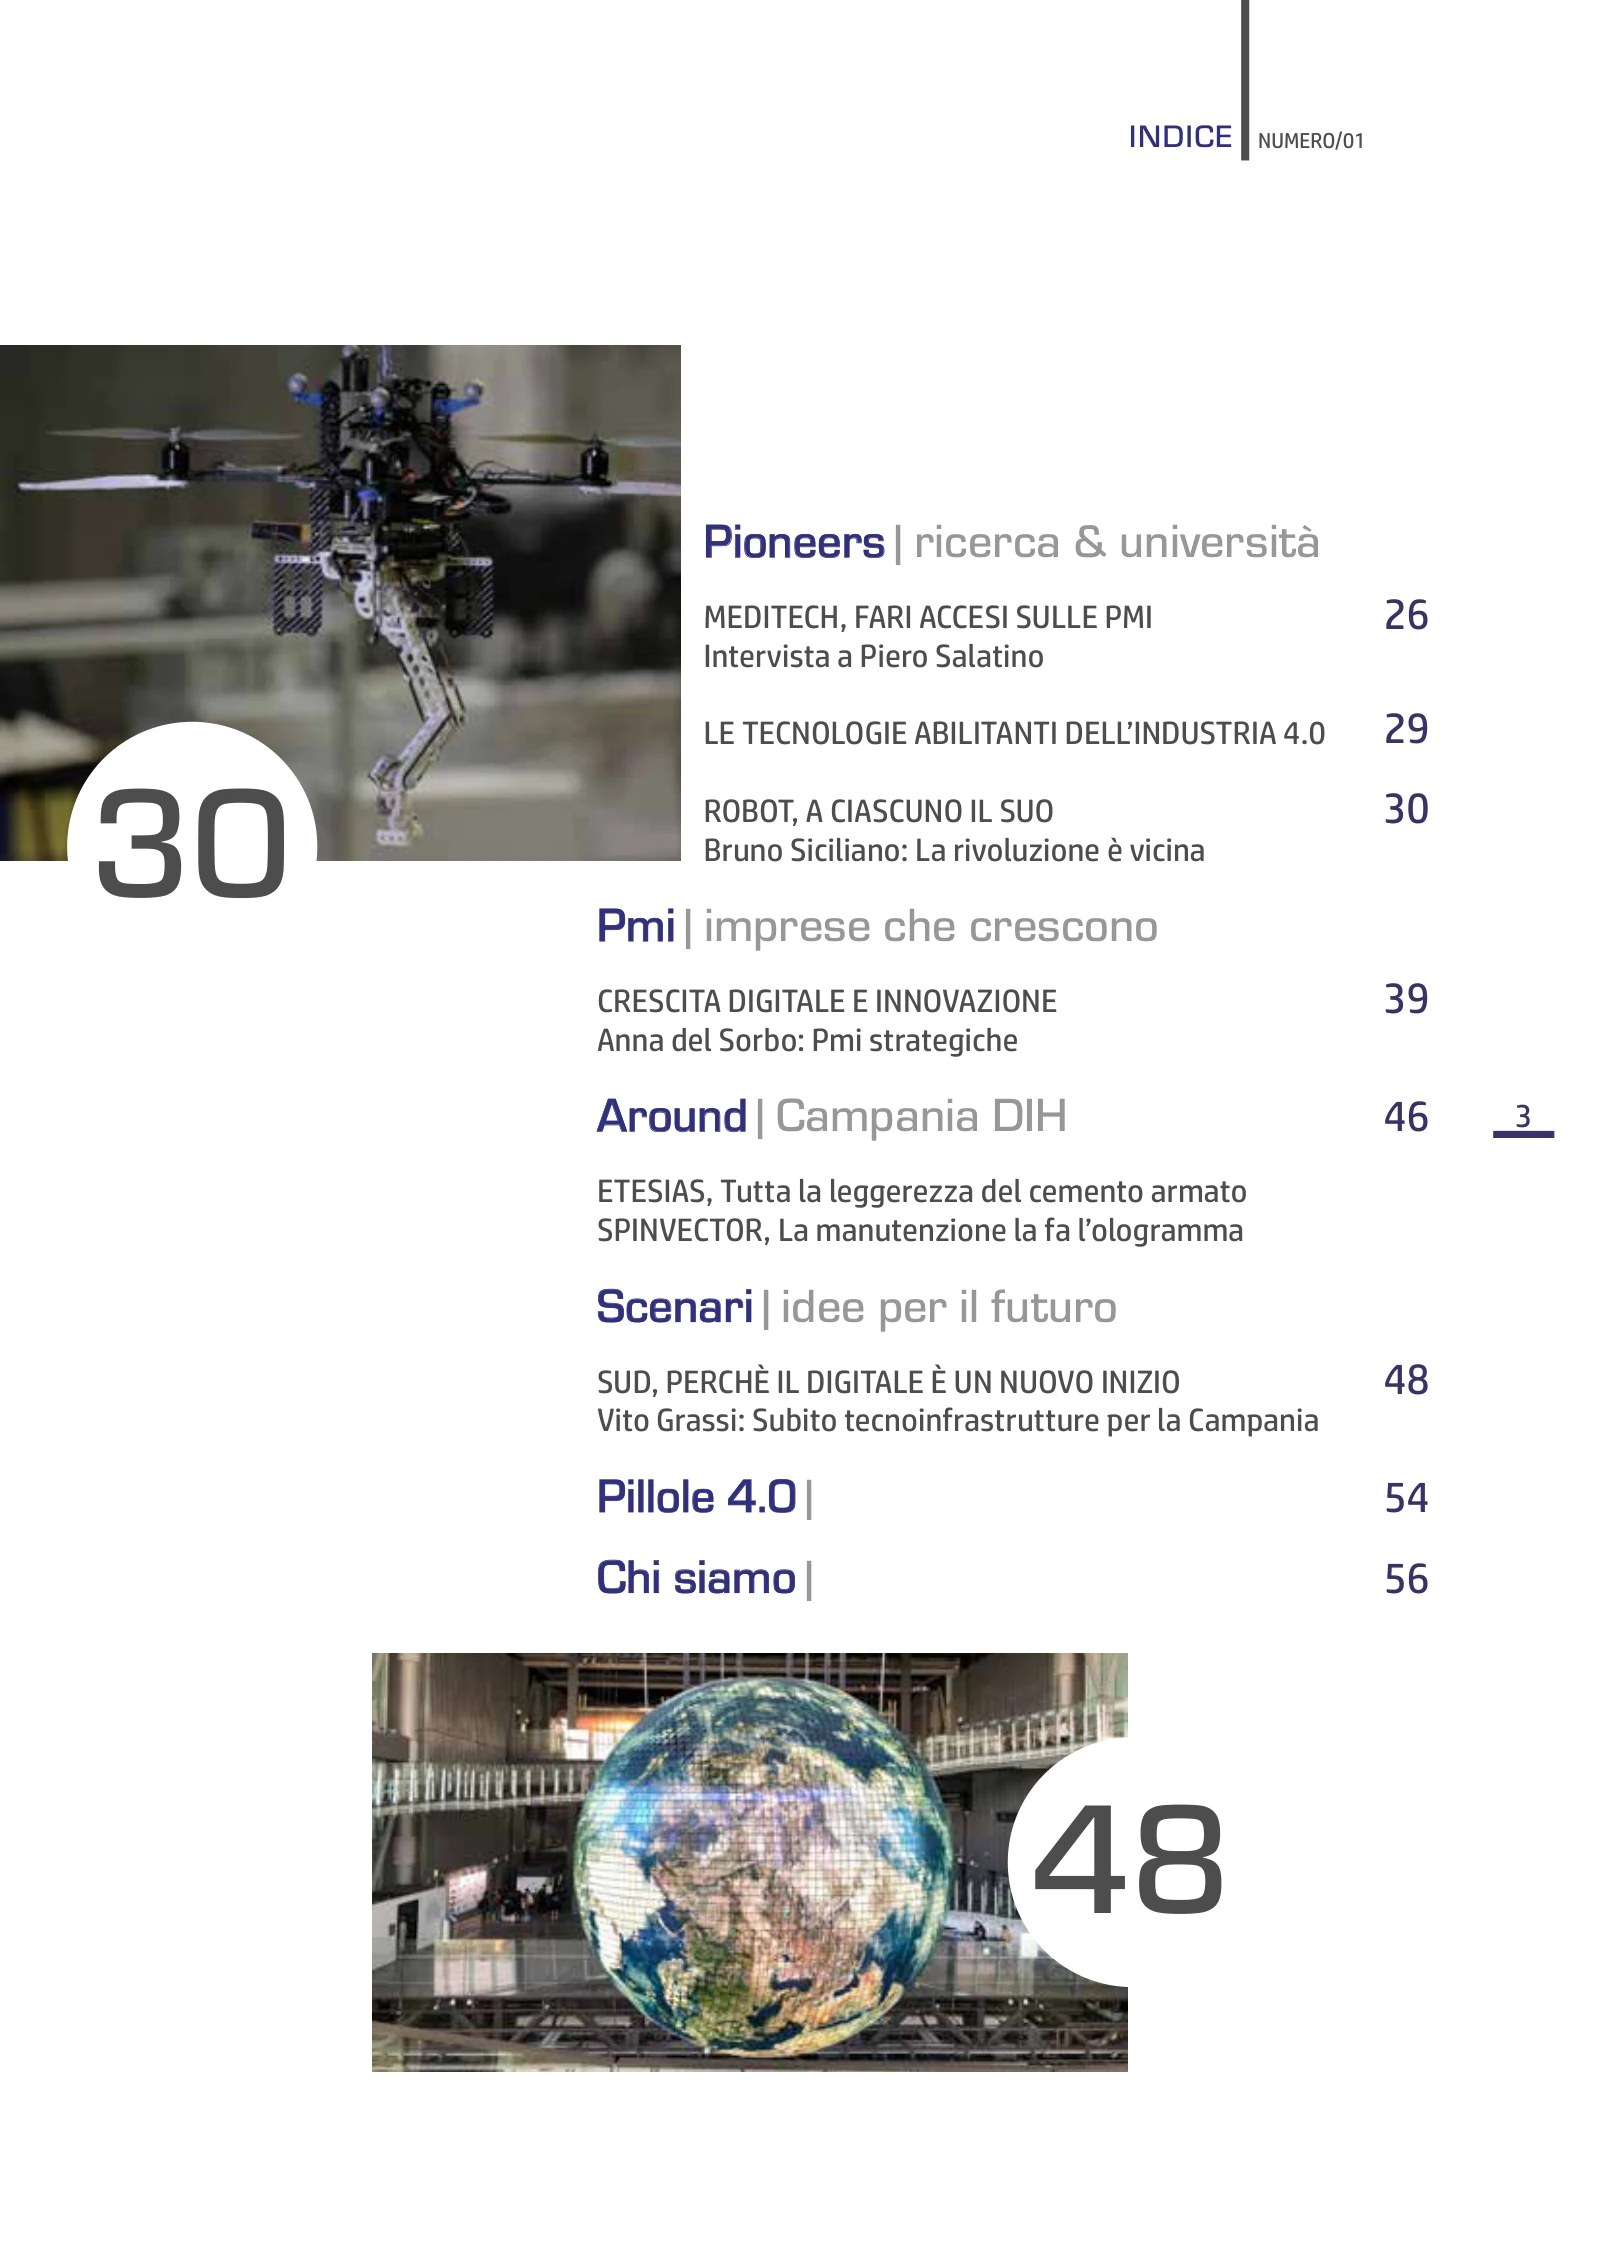 INDICE NUMERO/01
Pioneers | ricerca & università
MEDITECH, FARI ACCESI SULLE PMI 26
Intervista a Piero Salatino
LE TECNOLOGIE ABILITANTI DELL’INDUSTRIA 4.0 29
ROBOT, A CIASCUNO IL SUO 30
Bruno Siciliano: La rivoluzione è vicina
30
Pmi | imprese che crescono
CRESCITA DIGITALE E INNOVAZIONE 39
Anna del Sorbo: Pmi strategiche
Around | Campania DIH 46
3
ETESIAS, Tutta la leggerezza del cemento armato
SPINVECTOR, La manutenzione la fa l’ologramma
Scenari | idee per il futuro
SUD, PERCHÈ IL DIGITALE È UN NUOVO INIZIO 48
Vito Grassi: Subito tecnoinfrastrutture per la Campania
Pillole 4.0 | 54
Chi siamo | 56
48